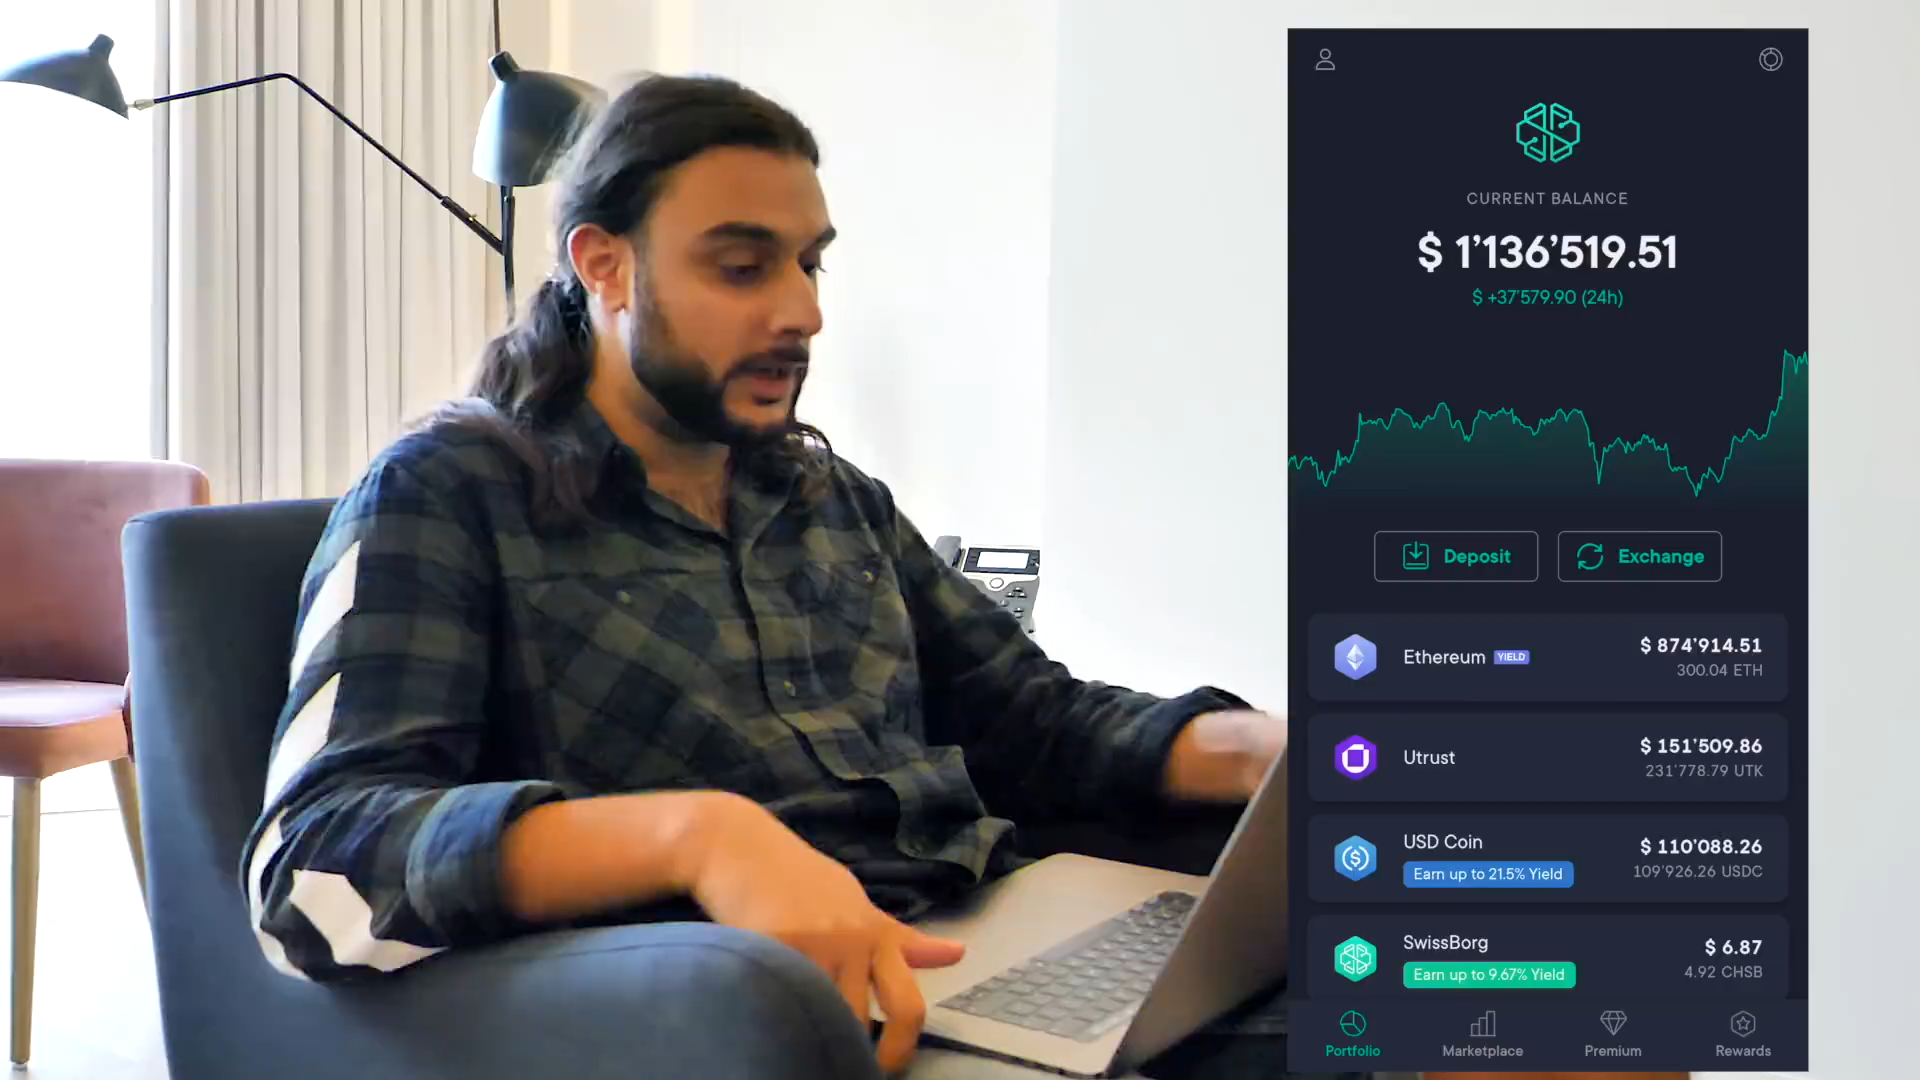 CURRENT BALANCE
$ 1’136’519.51
$ +37’579.90 (24h)
Deposit
Exchange
Ethereum YIELD
$ 874’914.51
300.04 ETH
Utrust
$ 151’509.86
231’778.79 UTK
USD Coin
Earn up to 21.5% Yield
$ 110’088.26
109’926.26 USDC
SwissBorg
Earn up to 9.67% Yield
$ 6.87
4.92 CHSB
Portfolio
Marketplace
Premium
Rewards